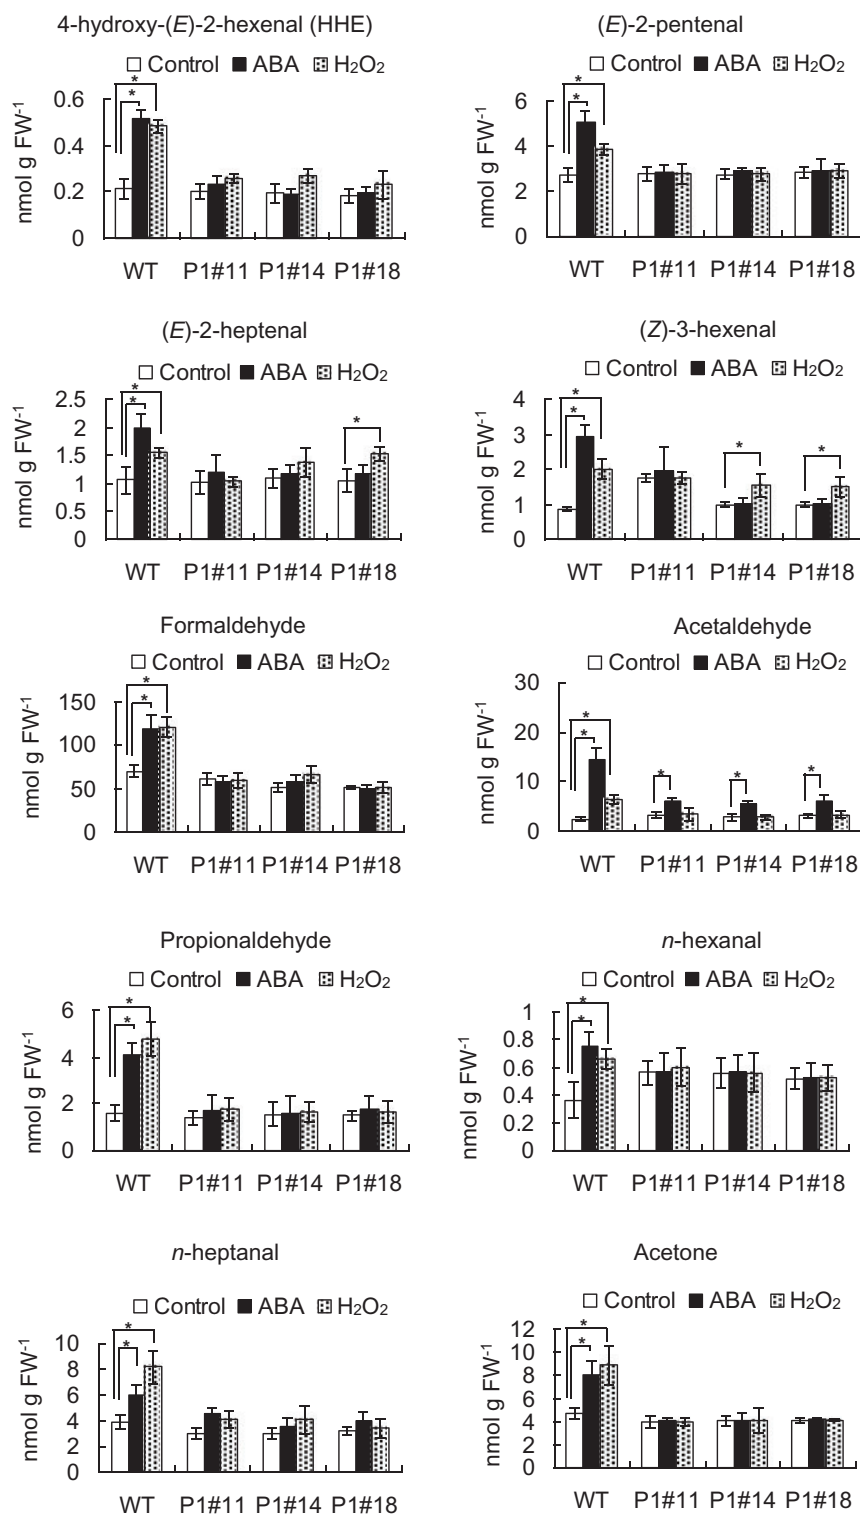 4-hydroxy-(E)-2-hexenal (HHE)
Control ABA H2O2
nmol g FW-1
0.6
0.4
0.2
0
* *
WT P1#11 P1#14 P1#18
(E)-2-pentenal
Control ABA H2O2
nmol g FW-1
6
4
2
0
* *
WT P1#11 P1#14 P1#18
(E)-2-heptenal
Control ABA H2O2
nmol g FW-1
2.5
2
1.5
1
0.5
0
* * *
WT P1#11 P1#14 P1#18
(Z)-3-hexenal
Control ABA H2O2
nmol g FW-1
4
3
2
1
0
* * * *
WT P1#11 P1#14 P1#18
Formaldehyde
Control ABA H2O2
nmol g FW-1
150
100
50
0
* *
WT P1#11 P1#14 P1#18
Acetaldehyde
Control ABA H2O2
nmol g FW-1
30
20
10
0
* * * * *
WT P1#11 P1#14 P1#18
Propionaldehyde
Control ABA H2O2
nmol g FW-1
6
4
2
0
* *
WT P1#11 P1#14 P1#18
n-hexanal
Control ABA H2O2
nmol g FW-1
1
0.8
0.6
0.4
0.2
0
* *
WT P1#11 P1#14 P1#18
n-heptanal
Control ABA H2O2
nmol g FW-1
10
8
6
4
2
0
* *
WT P1#11 P1#14 P1#18
Acetone
Control ABA H2O2
nmol g FW-1
12
10
8
6
4
2
0
* *
WT P1#11 P1#14 P1#18